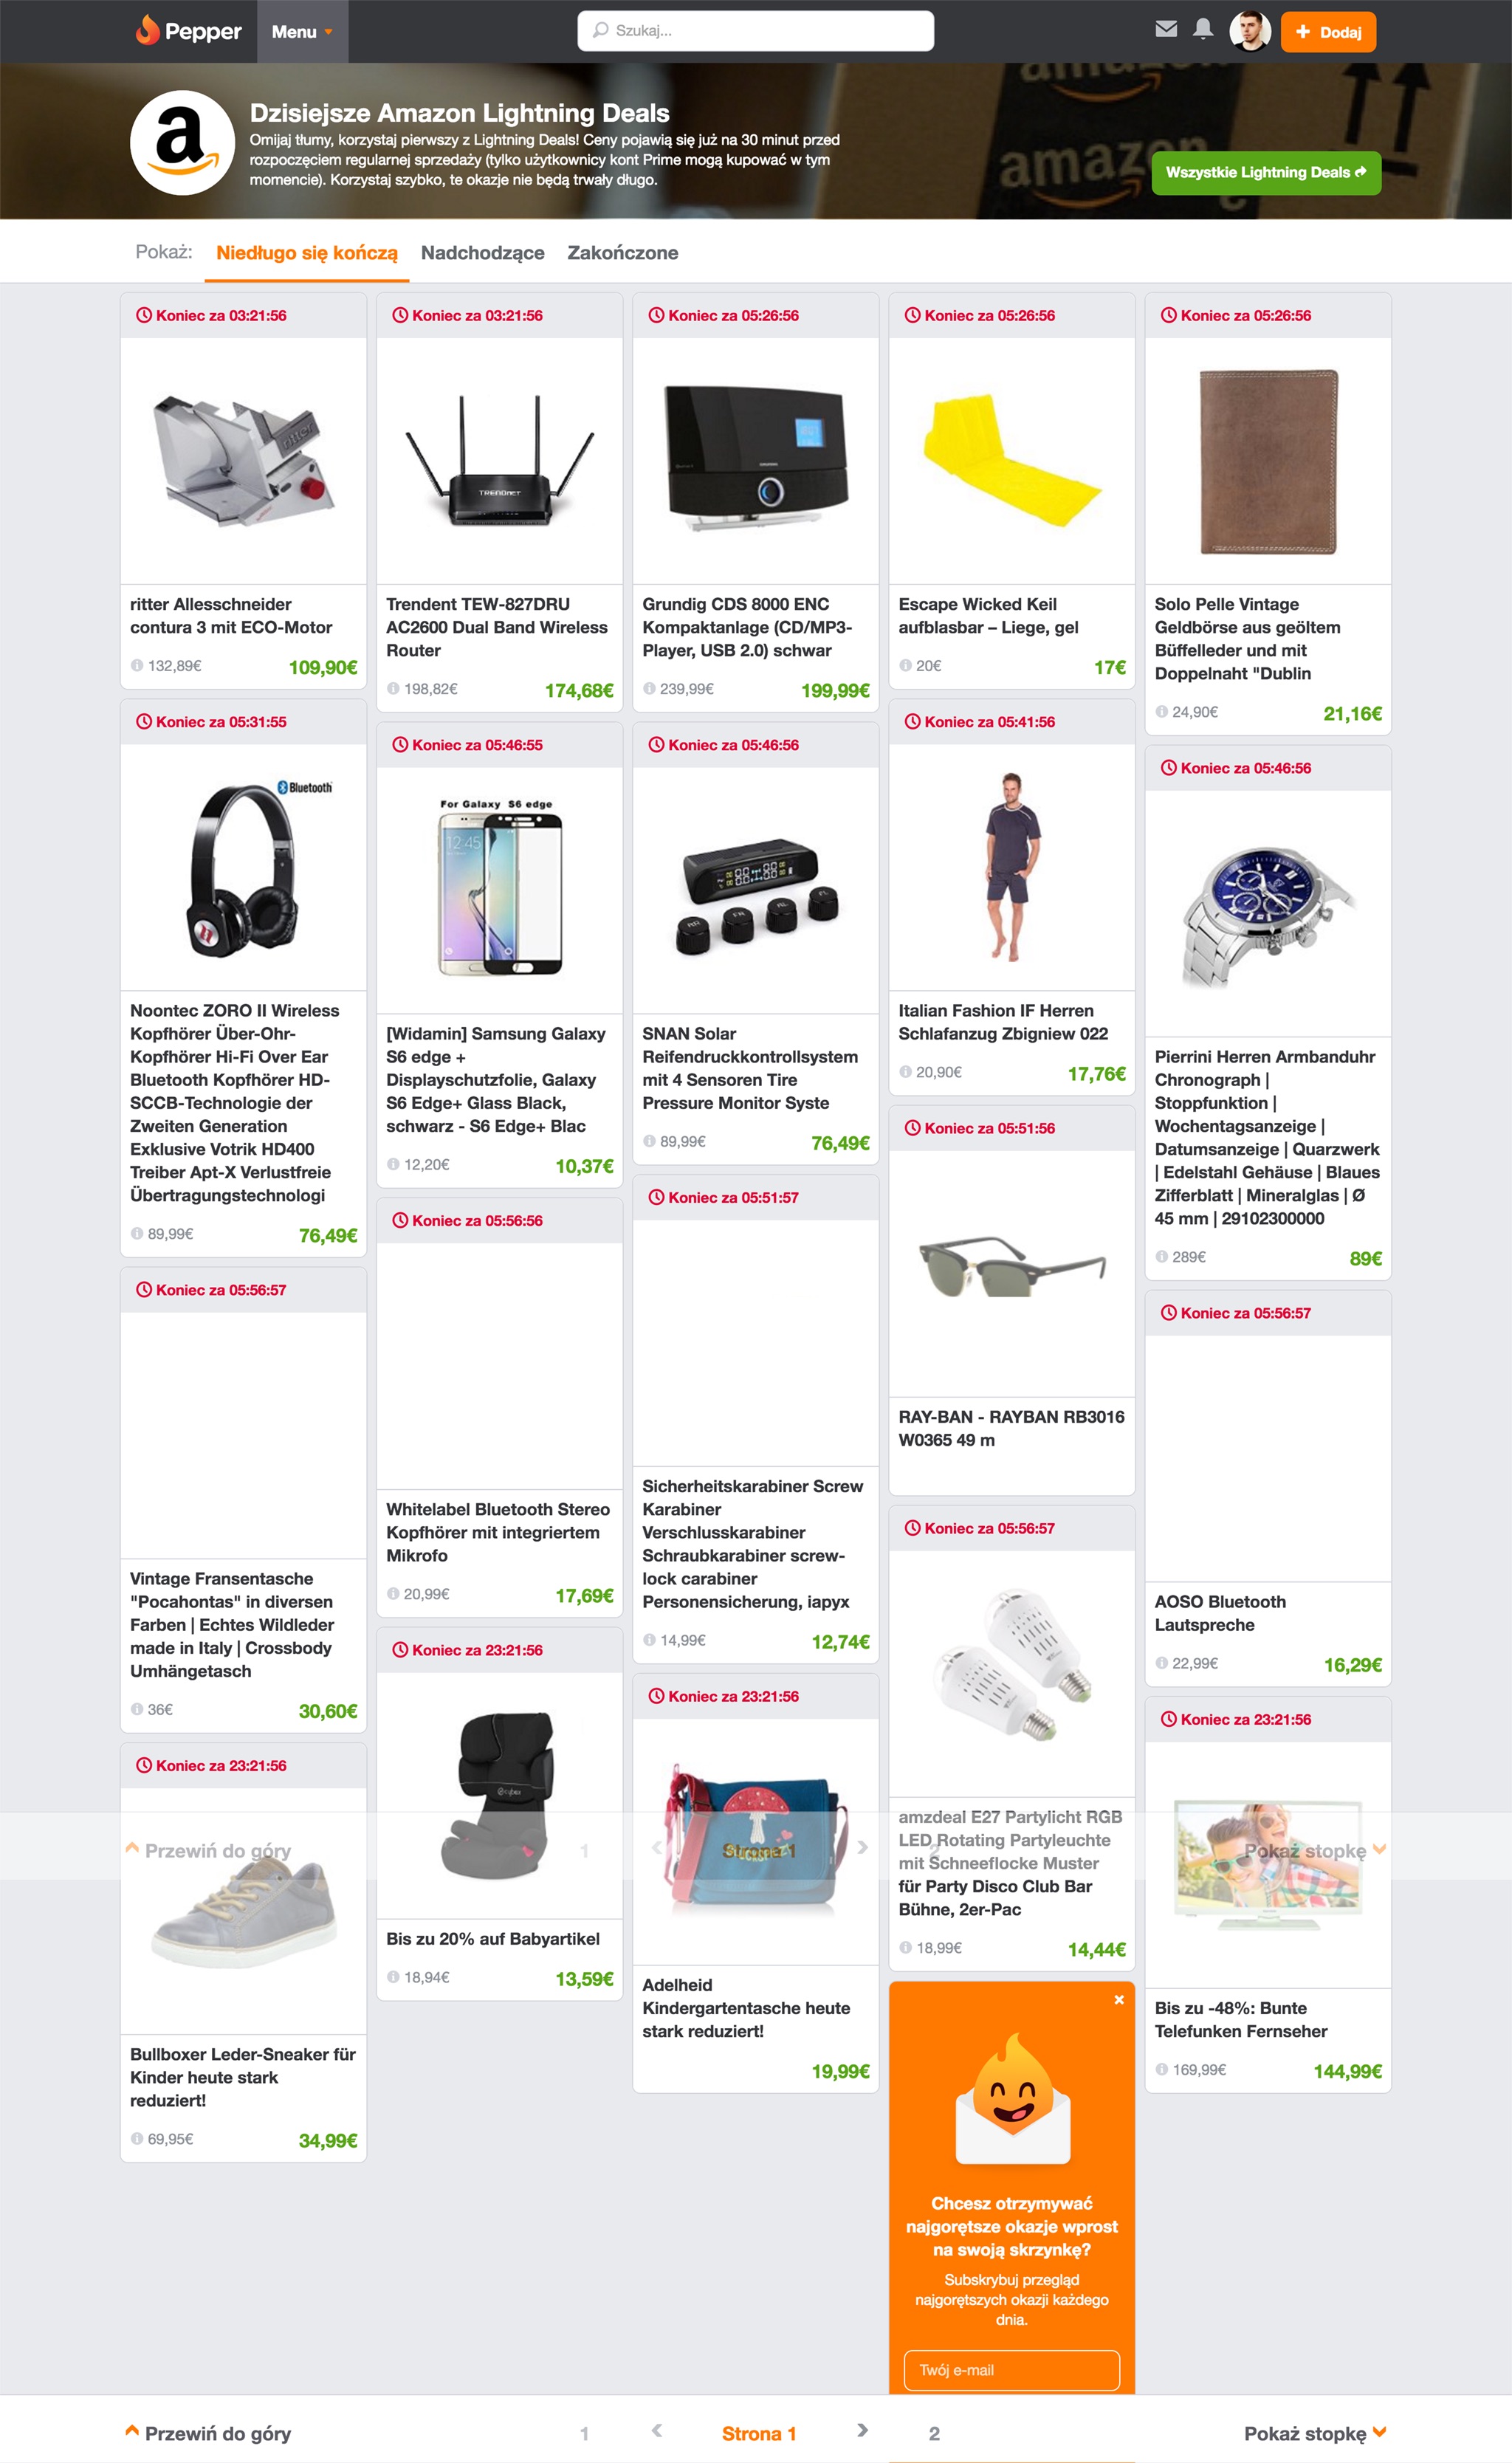 Pepper
Menu
Szukaj...
Dodaj
Dzisiejsze Amazon Lightning Deals
Omijaj tłumy, korzystaj pierwszy z Lightning Deals! Ceny pojawią się już na 30 minut przed
rozpoczęciem regularnej sprzedaży (tylko użytkownicy kont Prime mogą kupować w tym
momencie). Korzystaj szybko, te okazje nie będą trwały długo.
amazon
Wszystkie Lightning Deals
Pokaż:
Niedługo się kończą
Nadchodzące
Zakończone
Koniec za 03:21:56
ritter
ritter Allesschneider
contura 3 mit ECO-Motor
132,89€
109,90€
Koniec za 03:21:56
TRENDNET
Trendent TEW-827DRU
AC2600 Dual Band Wireless
Router
198,82€
174,68€
Koniec za 05:26:56
Grundig CDS 8000 ENC
Kompaktanlage (CD/MP3-
Player, USB 2.0) schwar
239,99€
199,99€
Koniec za 05:26:56
Escape Wicked Keil
aufblasbar – Liege, gel
20€
17€
Koniec za 05:26:56
Solo Pelle Vintage
Geldbörse aus geöltem
Büffelleder und mit
Doppelnaht "Dublin
24,90€
21,16€
Koniec za 05:31:55
Bluetooth
Noontec ZORO II Wireless
Kopfhörer Über-Ohr-
Kopfhörer Hi-Fi Over Ear
Bluetooth Kopfhörer HD-
SCCB-Technologie der
Zweiten Generation
Exklusive Votrik HD400
Treiber Apt-X Verlustfreie
Übertragungstechnologi
89,99€
76,49€
Koniec za 05:46:55
For Galaxy S6 edge
12:45
[Widamin] Samsung Galaxy
S6 edge +
Displayschutzfolie, Galaxy
S6 Edge+ Glass Black,
schwarz - S6 Edge+ Blac
12,20€
10,37€
Koniec za 05:46:56
SNAN Solar
Reifendruckkontrollsystem
mit 4 Sensoren Tire
Pressure Monitor Syste
89,99€
76,49€
Koniec za 05:41:56
Italian Fashion IF Herren
Schlafanzug Zbigniew 022
20,90€
17,76€
Koniec za 05:46:56
Pierrini Herren Armbanduhr
Chronograph |
Stoppfunktion |
Wochentagsanzeige |
Datumsanzeige | Quarzwerk
| Edelstahl Gehäuse | Blaues
Zifferblatt | Mineralglas | Ø
45 mm | 29102300000
289€
89€
Koniec za 05:56:57
Vintage Fransentasche
"Pocahontas" in diversen
Farben | Echtes Wildleder
made in Italy | Crossbody
Umhängetasch
36€
30,60€
Koniec za 05:56:56
Whitelabel Bluetooth Stereo
Kopfhörer mit integriertem
Mikrofo
20,99€
17,69€
Koniec za 05:51:57
Sicherheitskarabiner Screw
Karabiner
Verschlusskarabiner
Schraubkarabiner screw-
lock carabiner
Personensicherung, iapyx
14,99€
12,74€
Koniec za 05:51:56
RAY-BAN - RAYBAN RB3016
W0365 49 m
Koniec za 05:56:57
AOSO Bluetooth
Lautspreche
22,99€
16,29€
Koniec za 23:21:56
Bullboxer Leder-Sneaker für
Kinder heute stark
reduziert!
69,95€
34,99€
Koniec za 23:21:56
cybex
Bis zu 20% auf Babyartikel
18,94€
13,59€
Koniec za 23:21:56
Adelheid
Kindergartentasche heute
stark reduziert!
19,99€
Koniec za 05:56:57
amzdeal E27 Partylicht RGB
LED Rotating Partyleuchte
mit Schneeflocke Muster
für Party Disco Club Bar
Bühne, 2er-Pac
18,99€
14,44€
Koniec za 23:21:56
Bis zu -48%: Bunte
Telefunken Fernseher
169,99€
144,99€
Przewiń do góry
1
Strona 1
2
Pokaż stopkę
Chcesz otrzymywać
najgorętsze okazje wprost
na swoją skrzynkę?
Subskrybuj przegląd
najgorętszych okazji każdego
dnia.
Twój e-mail
Przewiń do góry
1
Strona 1
2
Pokaż stopkę